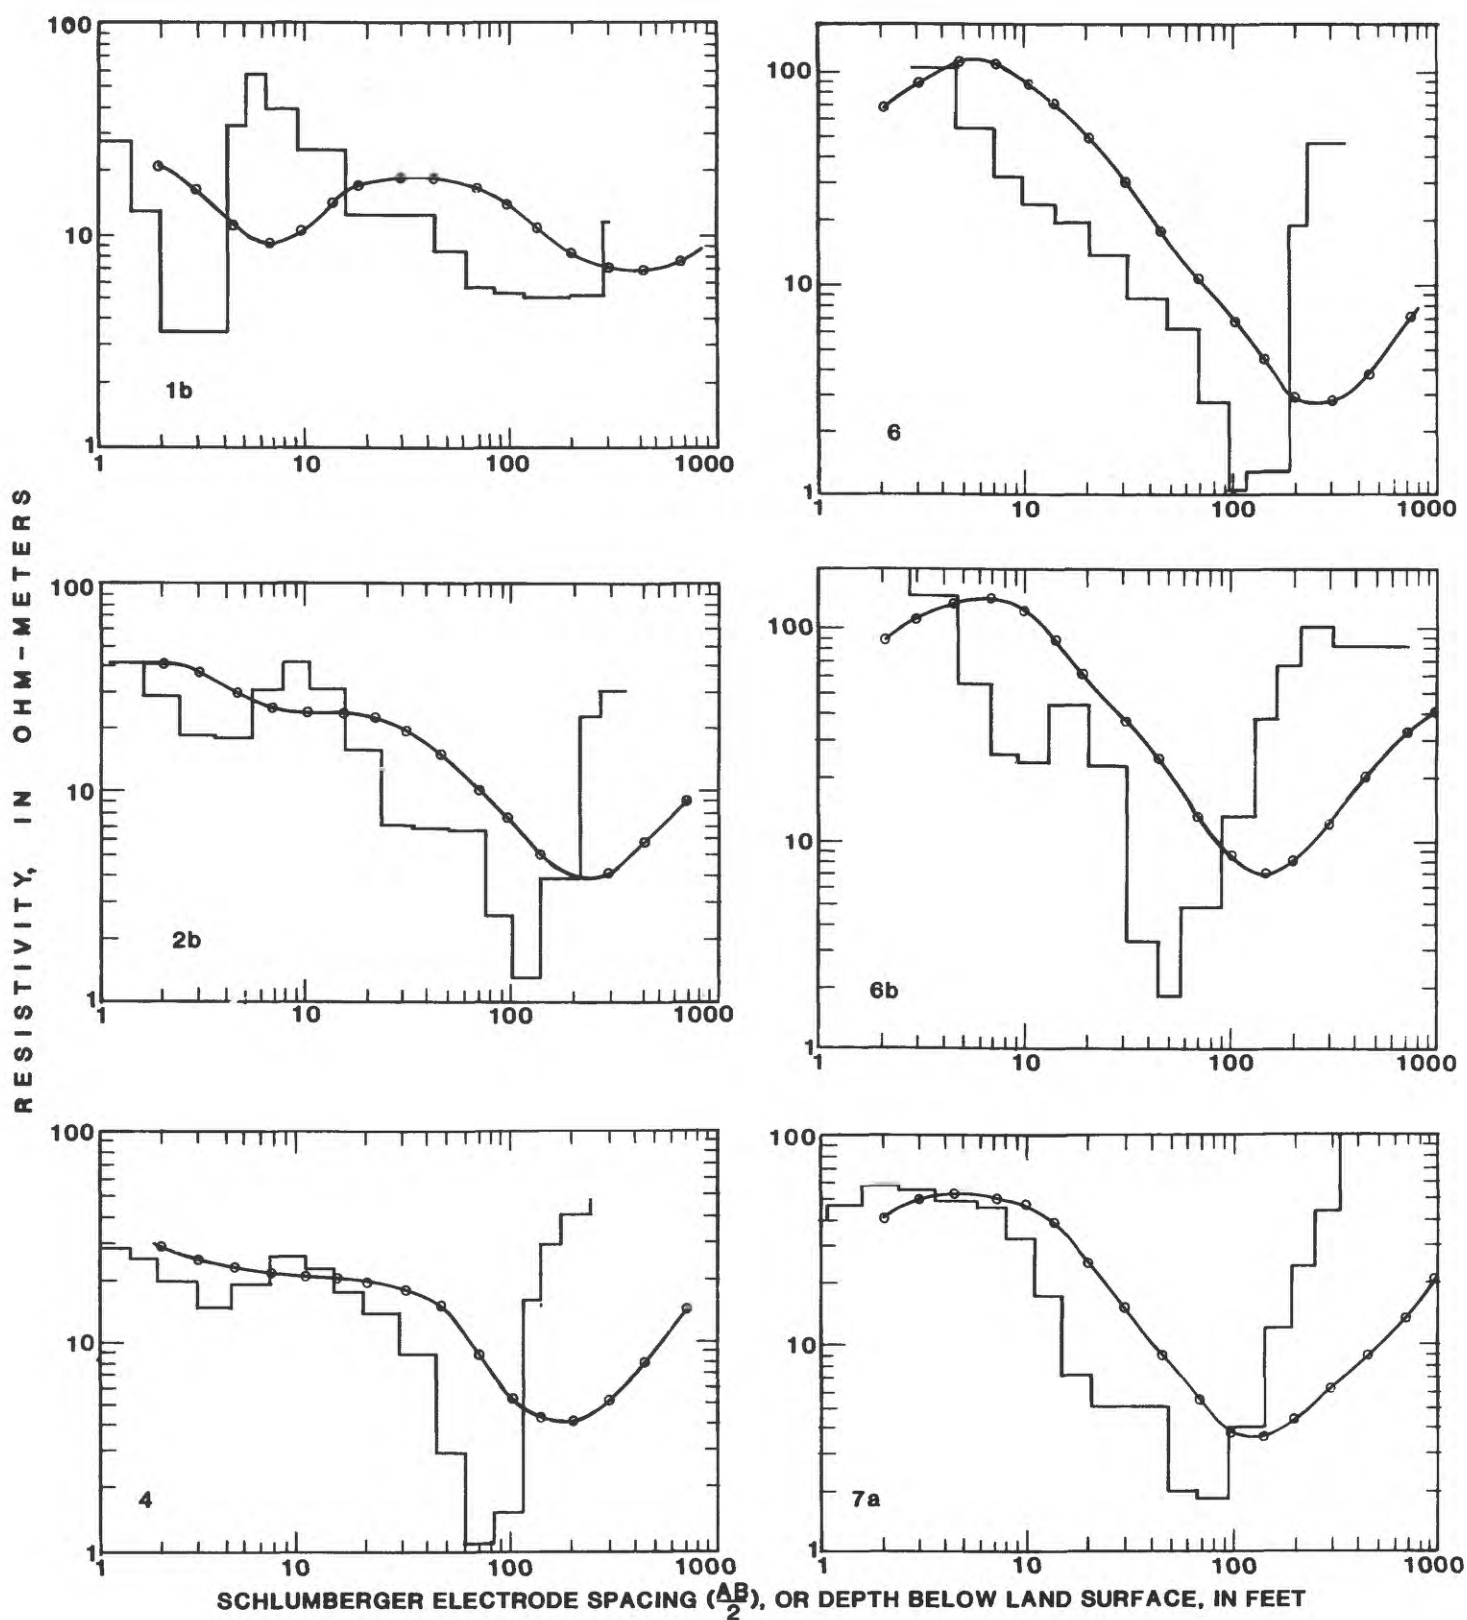 RESISTIVITY, IN OHM-METERS
100
10
1
1 10 100 1000
1b
100
10
1
1 10 100 1000
6
100
10
1
1 10 100 1000
2b
100
10
1
1 10 100 1000
6b
100
10
1
1 10 100 1000
4
100
10
1
1 10 100 1000
7a
SCHLUMBERGER ELECTRODE SPACING (AB/2), OR DEPTH BELOW LAND SURFACE, IN FEET